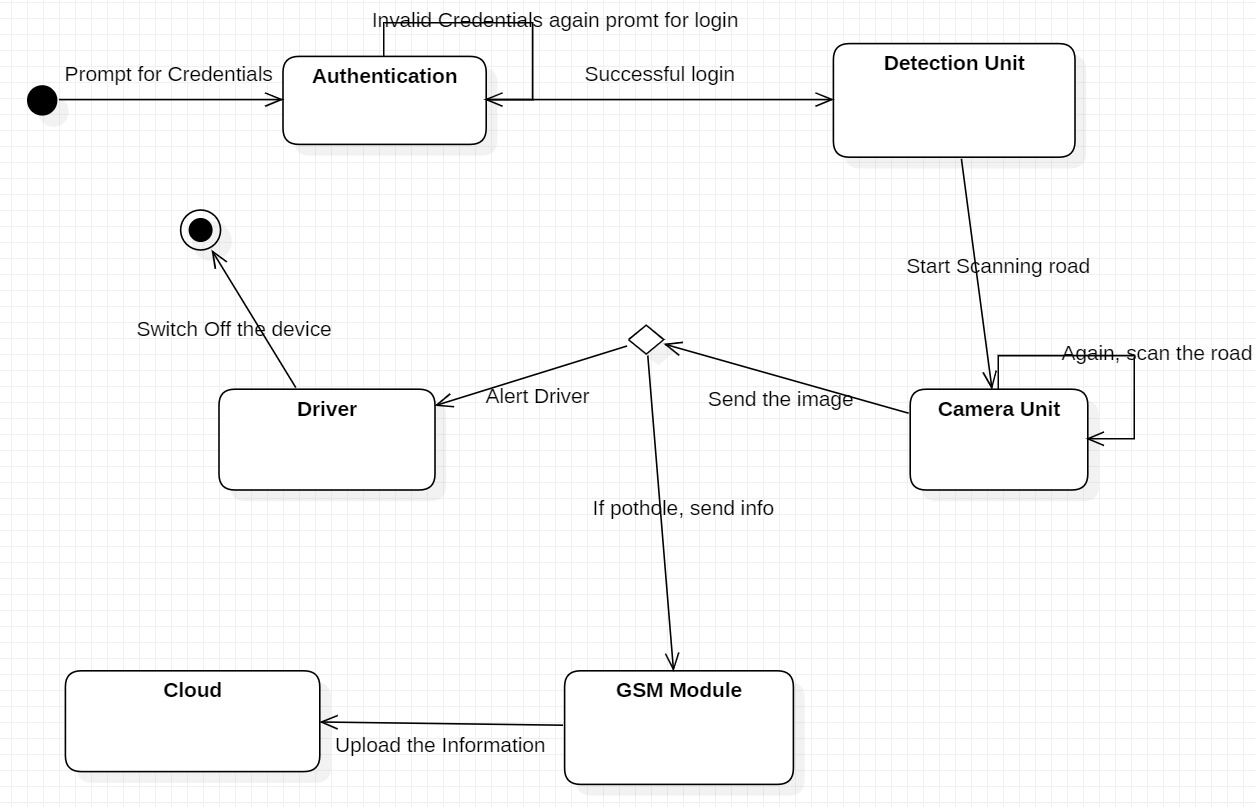 Invalid Credentials again promt for login
Prompt for Credentials
Authentication
Successful login
Detection Unit
Start Scanning road
Switch Off the device
Again, scan the road
Driver
Alert Driver
Send the image
Camera Unit
If pothole, send info
Cloud
GSM Module
Upload the Information